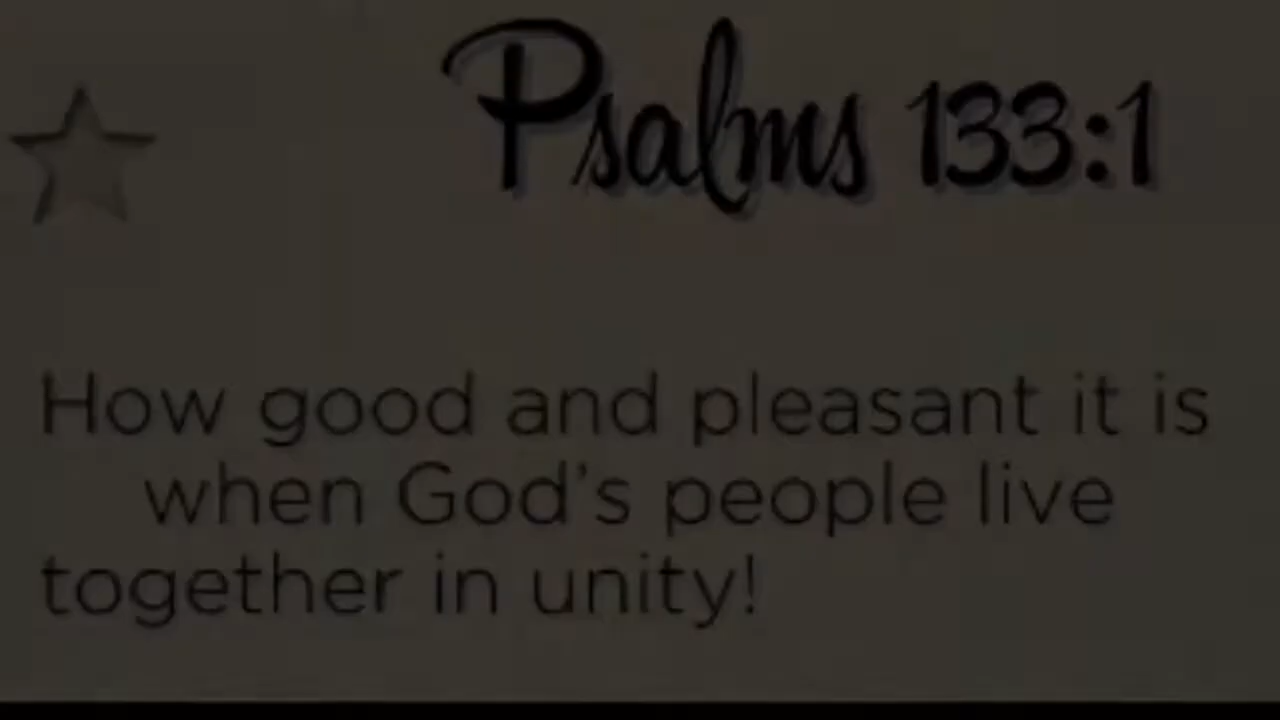 Psalms 133:1
How good and pleasant it is
when God's people live
together in unity!